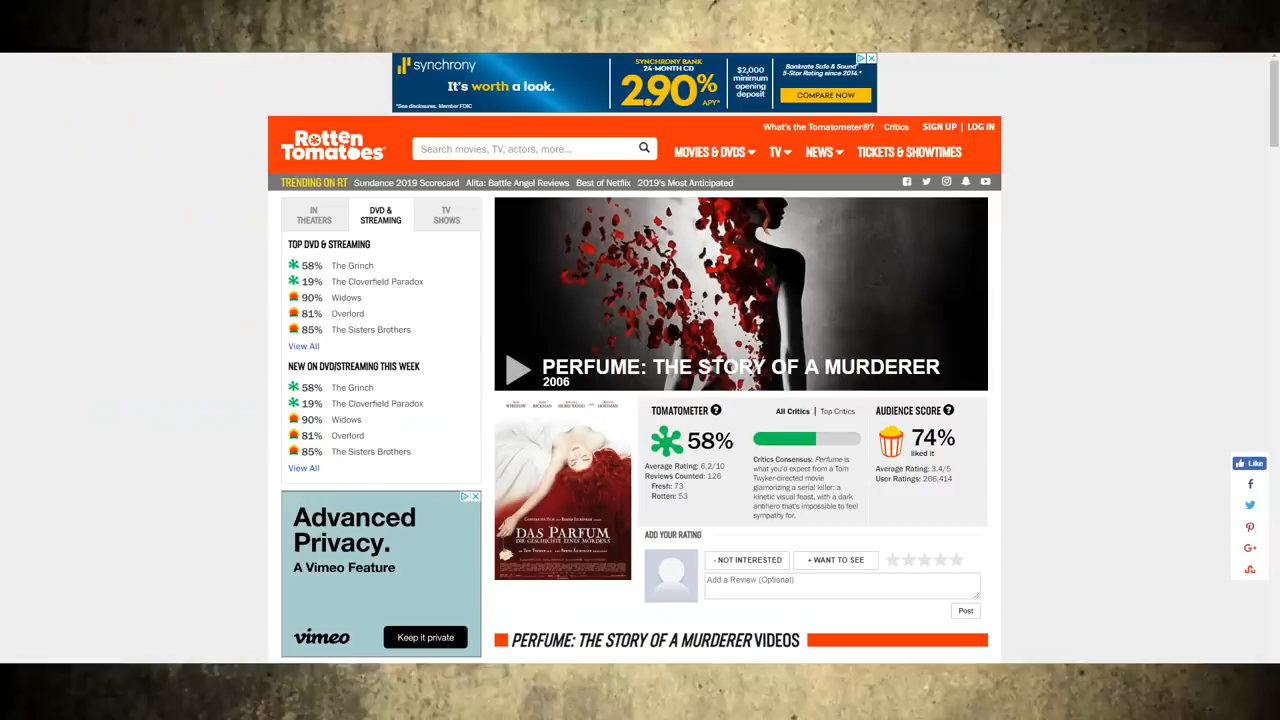 synchrony
It's worth a look.
*See disclosures. Member FDIC
SYNCHRONY BANK
24-MONTH CD
2.90% APY*
$2,000
minimum
opening
deposit
Bankrate Safe & Sound®
5-Star Rating since 2014.*
COMPARE NOW
What's the Tomatometer®? Critics SIGN UP | LOG IN
Rotten
Tomatoes
Search movies, TV, actors, more...
MOVIES & DVDS TV NEWS TICKETS & SHOWTIMES
TRENDING ON RT Sundance 2019 Scorecard Alita: Battle Angel Reviews Best of Netflix 2019's Most Anticipated
IN
THEATERS
DVD &
STREAMING
TV
SHOWS
TOP DVD & STREAMING
58% The Grinch
19% The Cloverfield Paradox
90% Widows
81% Overlord
85% The Sisters Brothers
View All
NEW ON DVD/STREAMING THIS WEEK
58% The Grinch
19% The Cloverfield Paradox
90% Widows
81% Overlord
85% The Sisters Brothers
View All
Advanced
Privacy.
A Vimeo Feature
vimeo
Keep it private
PERFUME: THE STORY OF A MURDERER
2006
DAS PARFUM
DIE GESCHICHTE EINES MÖRDERS
TOMATOMETER
58%
Average Rating: 6.2/10
Reviews Counted: 126
Fresh: 73
Rotten: 53
All Critics | Top Critics
Critics Consensus: Perfume is
what you'd expect from a Tom
Twyker-directed movie
glamorizing a serial killer: a
kinetic visual feast, with a dark
antihero that's impossible to feel
sympathy for.
AUDIENCE SCORE
74%
liked it
Average Rating: 3.4/5
User Ratings: 266,414
ADD YOUR RATING
- NOT INTERESTED + WANT TO SEE
Add a Review (Optional)
Post
PERFUME: THE STORY OF A MURDERER VIDEOS
Like